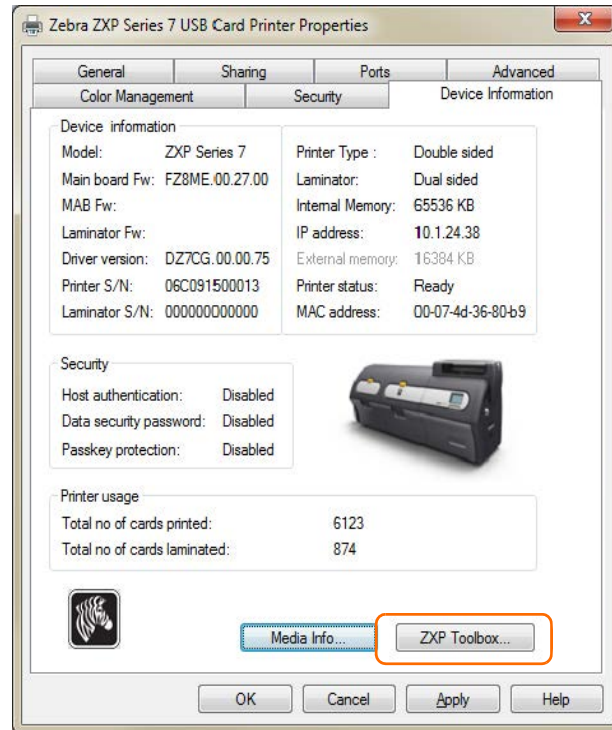 Zebra ZXP Series 7 USB Card Printer Properties
General Sharing Ports Advanced
Color Management Security Device Information
Device information
Model: ZXP Series 7
Main board Fw: FZ8ME.00.27.00
MAB Fw:
Laminator Fw:
Driver version: DZ7CG.00.00.75
Printer S/N: 06C091500013
Laminator S/N: 000000000000
Printer Type : Double sided
Laminator: Dual sided
Internal Memory: 65536 KB
IP address: 10.1.24.38
External memory: 16384 KB
Printer status: Ready
MAC address: 00-07-4d-36-80-b9
Security
Host authentication: Disabled
Data security password: Disabled
Passkey protection: Disabled
Printer usage
Total no of cards printed: 6123
Total no of cards laminated: 874
Media Info... ZXP Toolbox...
OK Cancel Apply Help